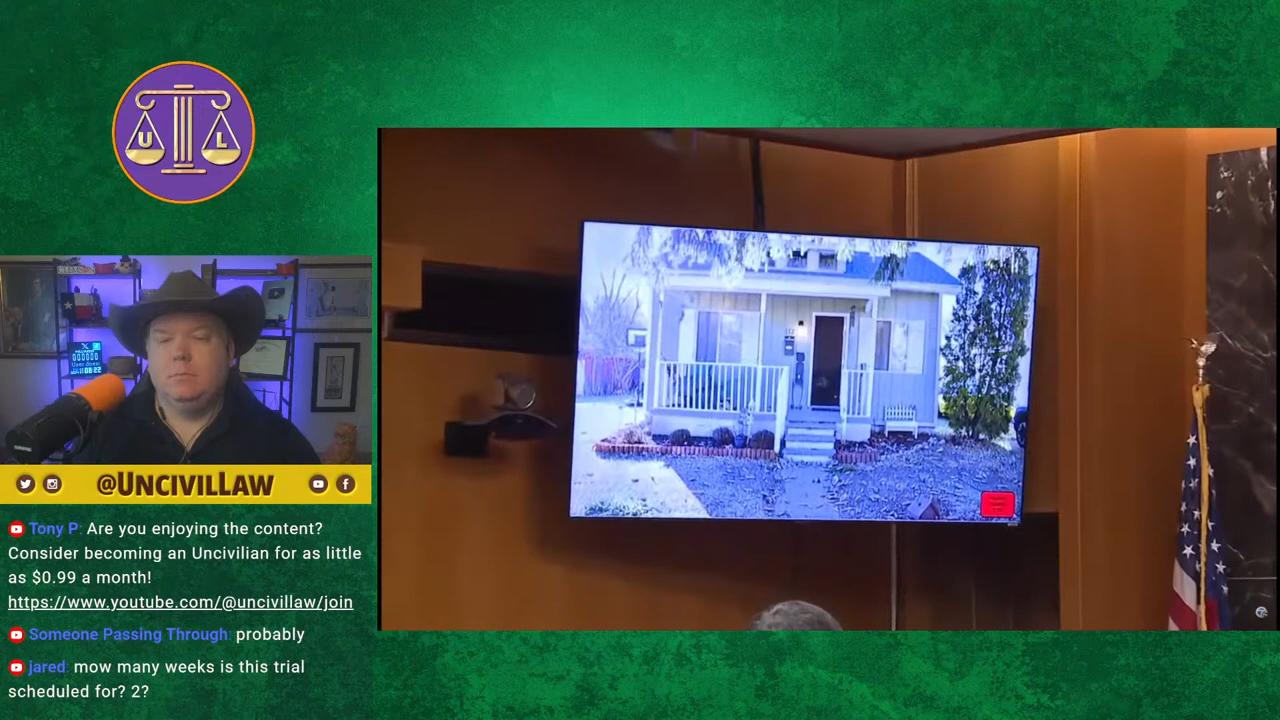 U L
@UNCIVILLAW
Tony P: Are you enjoying the content?
Consider becoming an Uncivilian for as little
as $0.99 a month!
https://www.youtube.com/@uncivillaw/join
Someone Passing Through: probably
jared: mow many weeks is this trial
scheduled for? 2?